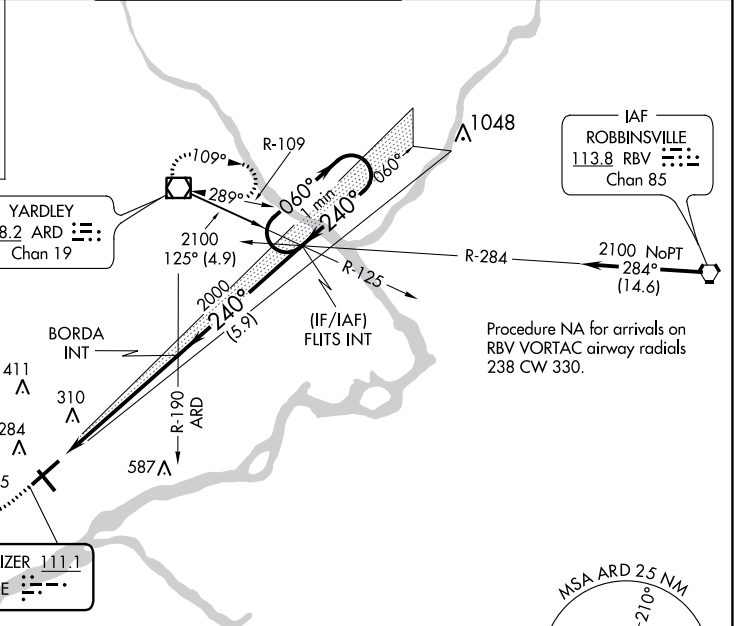 1048
IAF
ROBBINSVILLE
113.8 RBV
Chan 85
R-109
109°
289°
060°
1 min
240°
060°
YARDLEY
8.2 ARD
Chan 19
2100
125° (4.9)
R-125
R-284
2100 NoPT
284°
(14.6)
2000
240°
(5.9)
(IF/IAF)
FLITS INT
BORDA
INT
Procedure NA for arrivals on
RBV VORTAC airway radials
238 CW 330.
411
310
284
R-190
ARD
587
5
IZER 111.1
E
MSA ARD 25 NM
210°